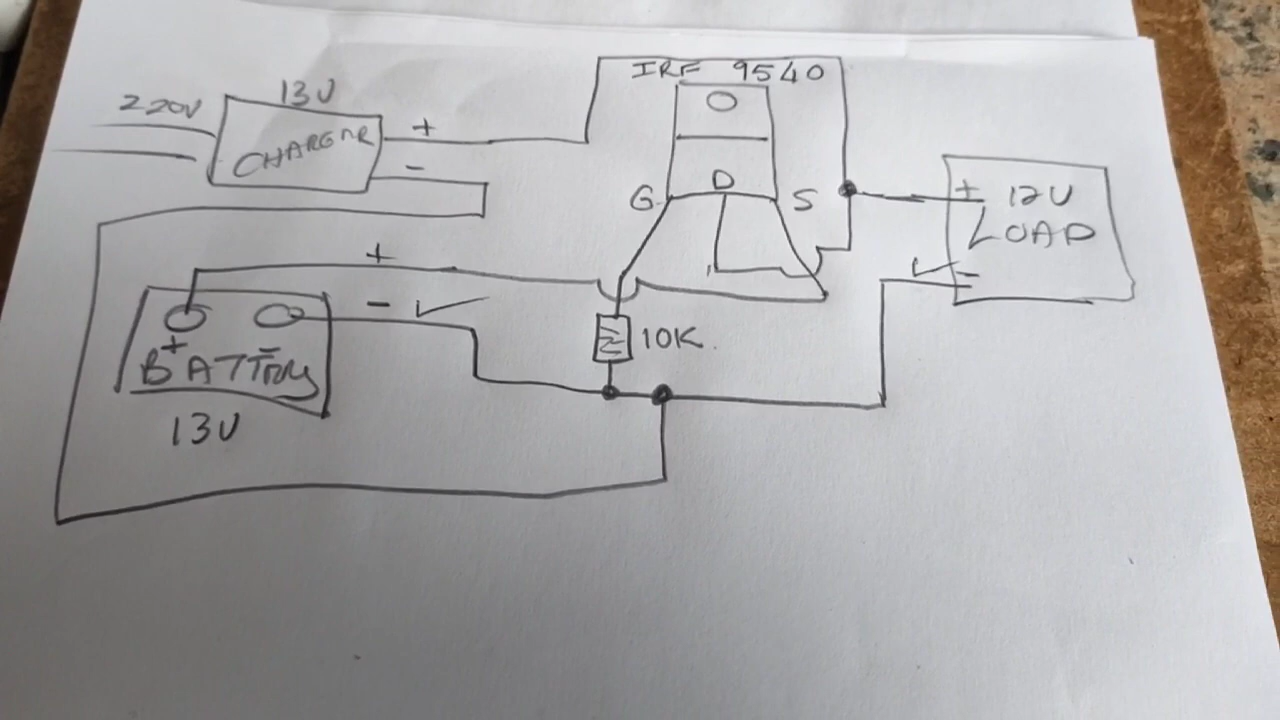 220V
13V
CHARGER
+
-
IRF 9540
G D S
+ 12V
LOAD
-
+
-
10K.
+ -
BATTERY
13V